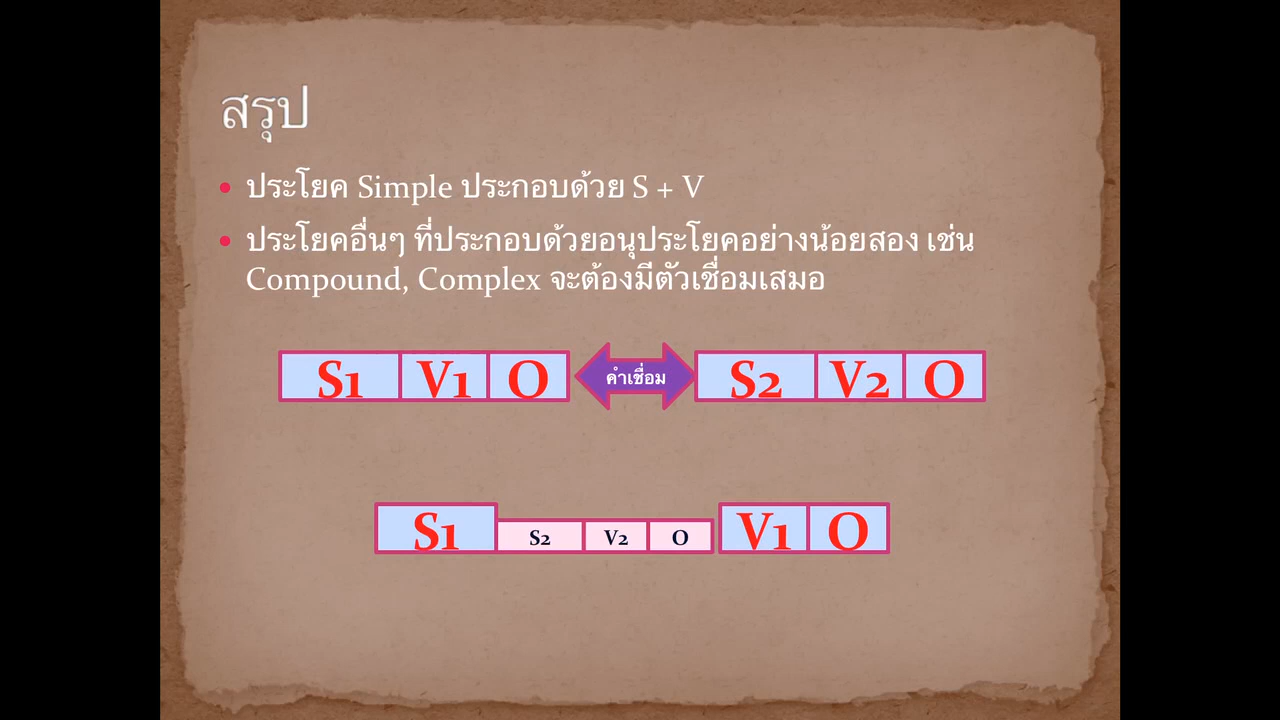 สรุป
ประโยค Simple ประกอบด้วย S + V
ประโยคอื่นๆ ที่ประกอบด้วยอนุประโยคอย่างน้อยสอง เช่น
Compound, Complex จะต้องมีตัวเชื่อมเสมอ
S1 V1 O คำเชื่อม S2 V2 O
S1 S2 V2 O V1 O